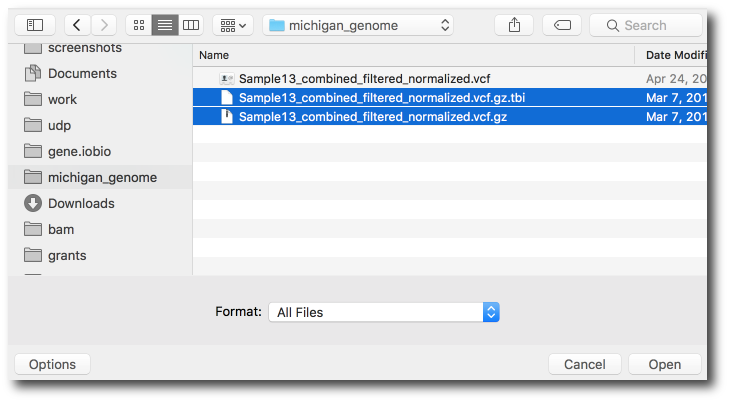 michigan_genome
Search
screenshots
Documents
work
udp
gene.iobio
michigan_genome
Downloads
bam
grants
Name
Date Modifi
Sample13_combined_filtered_normalized.vcf
Apr 24, 20
Sample13_combined_filtered_normalized.vcf.gz.tbi
Mar 7, 201
Sample13_combined_filtered_normalized.vcf.gz
Mar 7, 201
Format:
All Files
Options
Cancel
Open